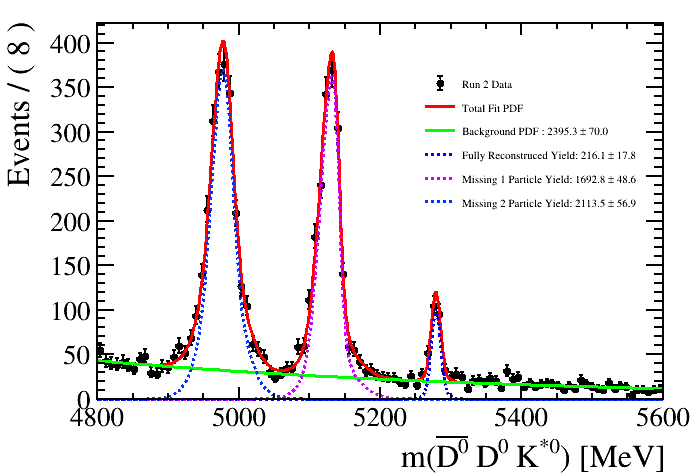 Events / ( 8 )
400
350
300
250
200
150
100
50
0
Run 2 Data
Total Fit PDF
Background PDF : 2395.3 ± 70.0
Fully Reconstruced Yield: 216.1 ± 17.8
Missing 1 Particle Yield: 1692.8 ± 48.6
Missing 2 Particle Yield: 2113.5 ± 56.9
4800 5000 5200 5400 5600
m(D̅⁰ D⁰ K*⁰) [MeV]